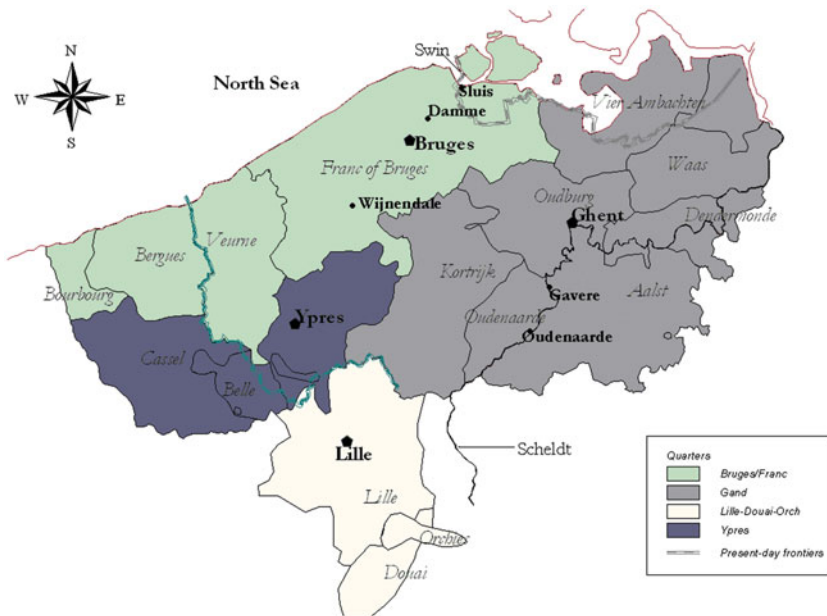 N
W E
S
North Sea
Swin
Sluis
Damme
Bruges
Franc of Bruges
Vier Ambachten
Waas
Oudburg
Ghent
Dendermonde
Wijnendale
Veurne
Bergues
Bourbourg
Kortrijk
Gavere
Aalst
Oudenaarde
Oudenaarde
Ypres
Cassel
Belle
Scheldt
Lille
Lille
Orchies
Douai
Quarters
Bruges/Franc
Gand
Lille-Douai-Orch
Ypres
Present-day frontiers